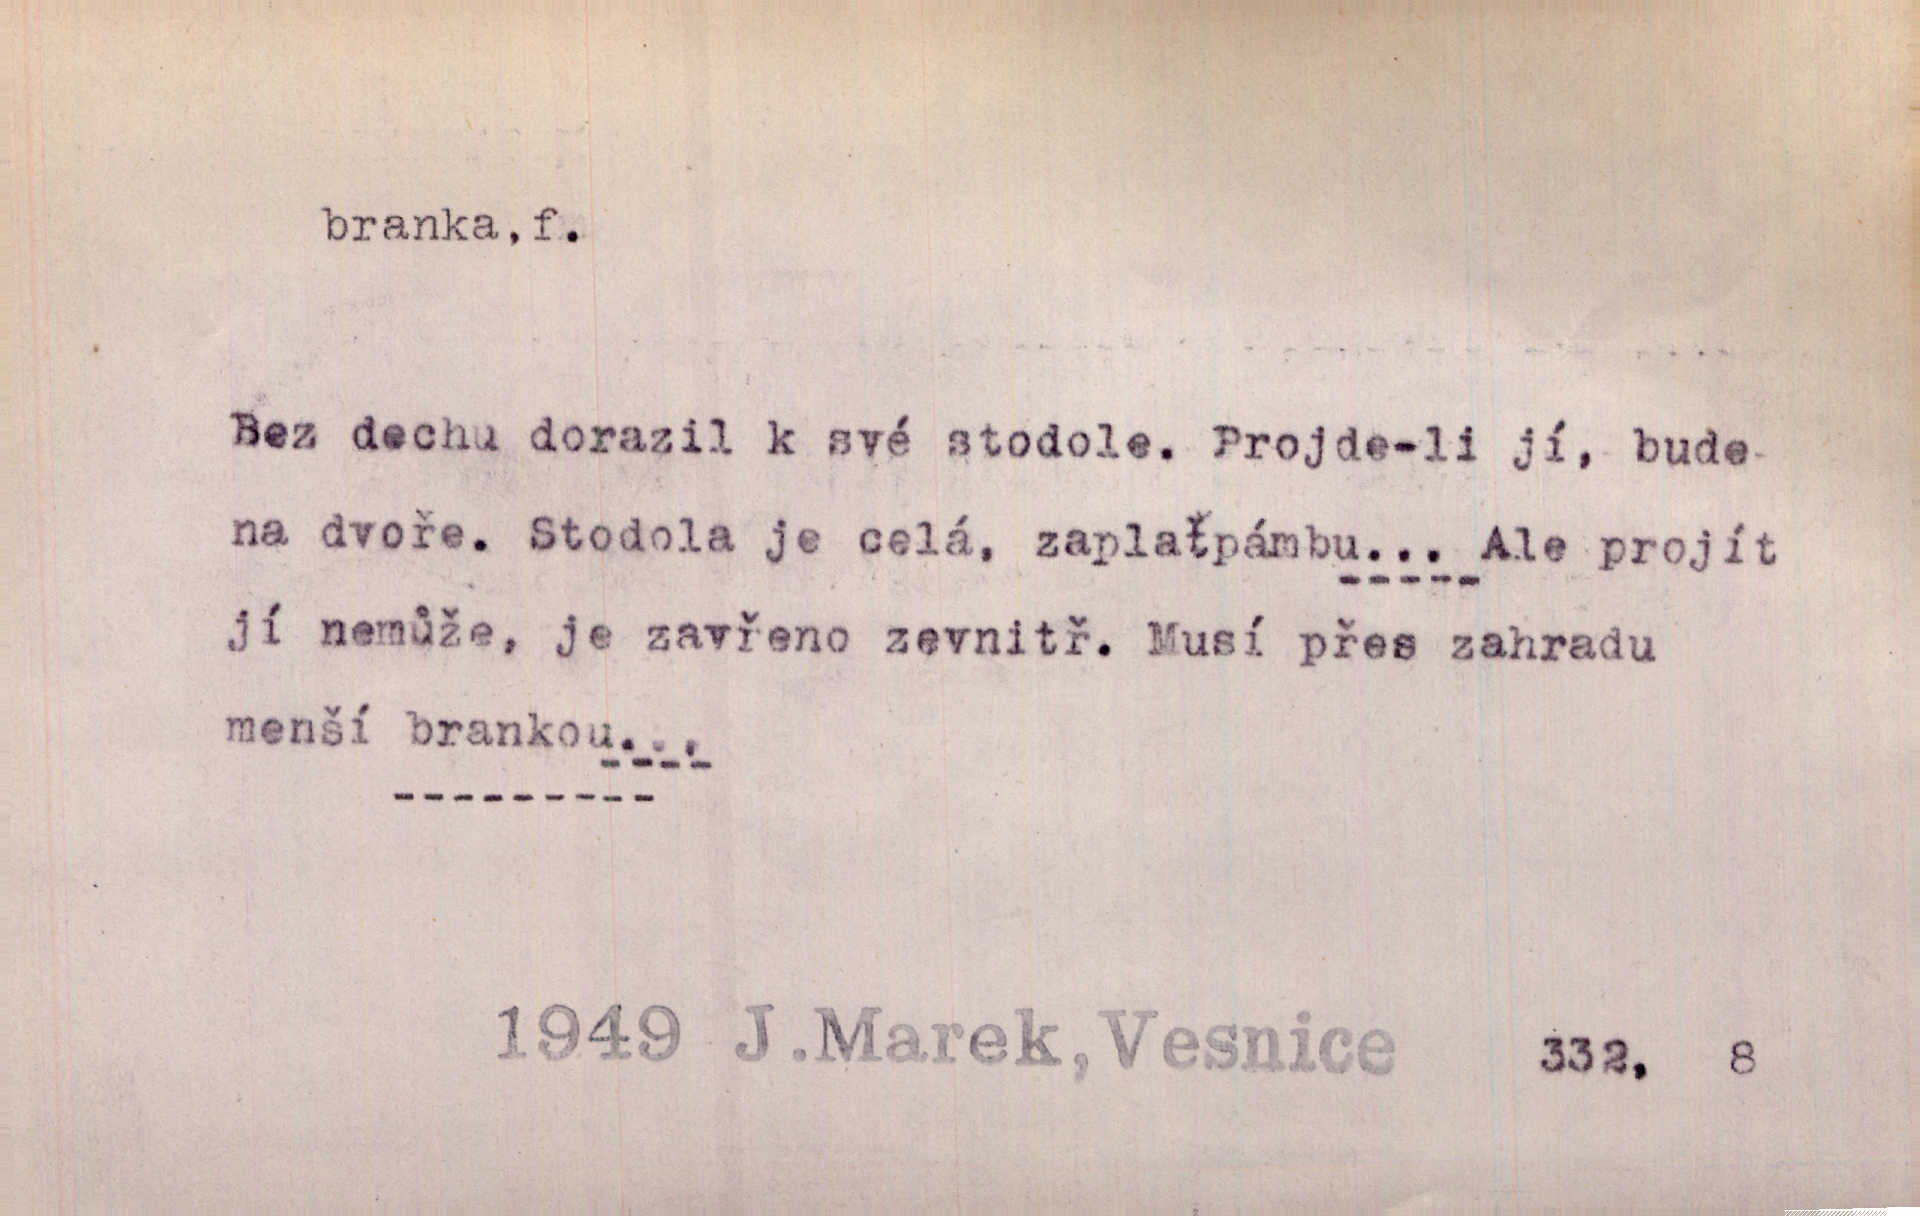 branka,f.
Bez dechu dorazil k své stodole. Projde-li jí, bude
na dvoře. Stodola je celá, zaplaťpámbu... Ale projít
jí nemůže, je zavřeno zevnitř. Musí přes zahradu
menší brankou...
1949 J.Marek,Vesnice 332, 8